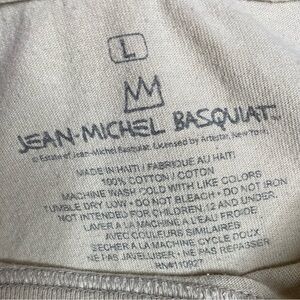 L
JEAN-MICHEL BASQUIAT™
© Estate of Jean-Michel Basquiat. Licensed by Artestar, New York.
MADE IN HAITI / FABRIQUE AU HAITI
100% COTTON / COTON
MACHINE WASH COLD WITH LIKE COLORS
TUMBLE DRY LOW • DO NOT BLEACH • DO NOT IRON
NOT INTENDED FOR CHILDREN 12 AND UNDER.
LAVER A LA MACHINE A L'EAU FROIDE
AVEC COULEURS SIMILAIRES
SECHER A LA MACHINE CYCLE DOUX
NE PAS JAVELLISER • NE PAS REPASSER
RN#110927